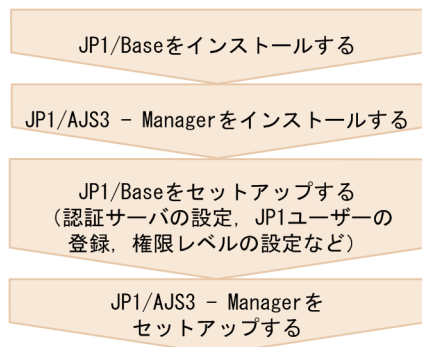 JP1/Baseをインストールする
JP1/AJS3 - Managerをインストールする
JP1/Baseをセットアップする
（認証サーバの設定，JP1ユーザーの
登録，権限レベルの設定など）
JP1/AJS3 - Managerを
セットアップする